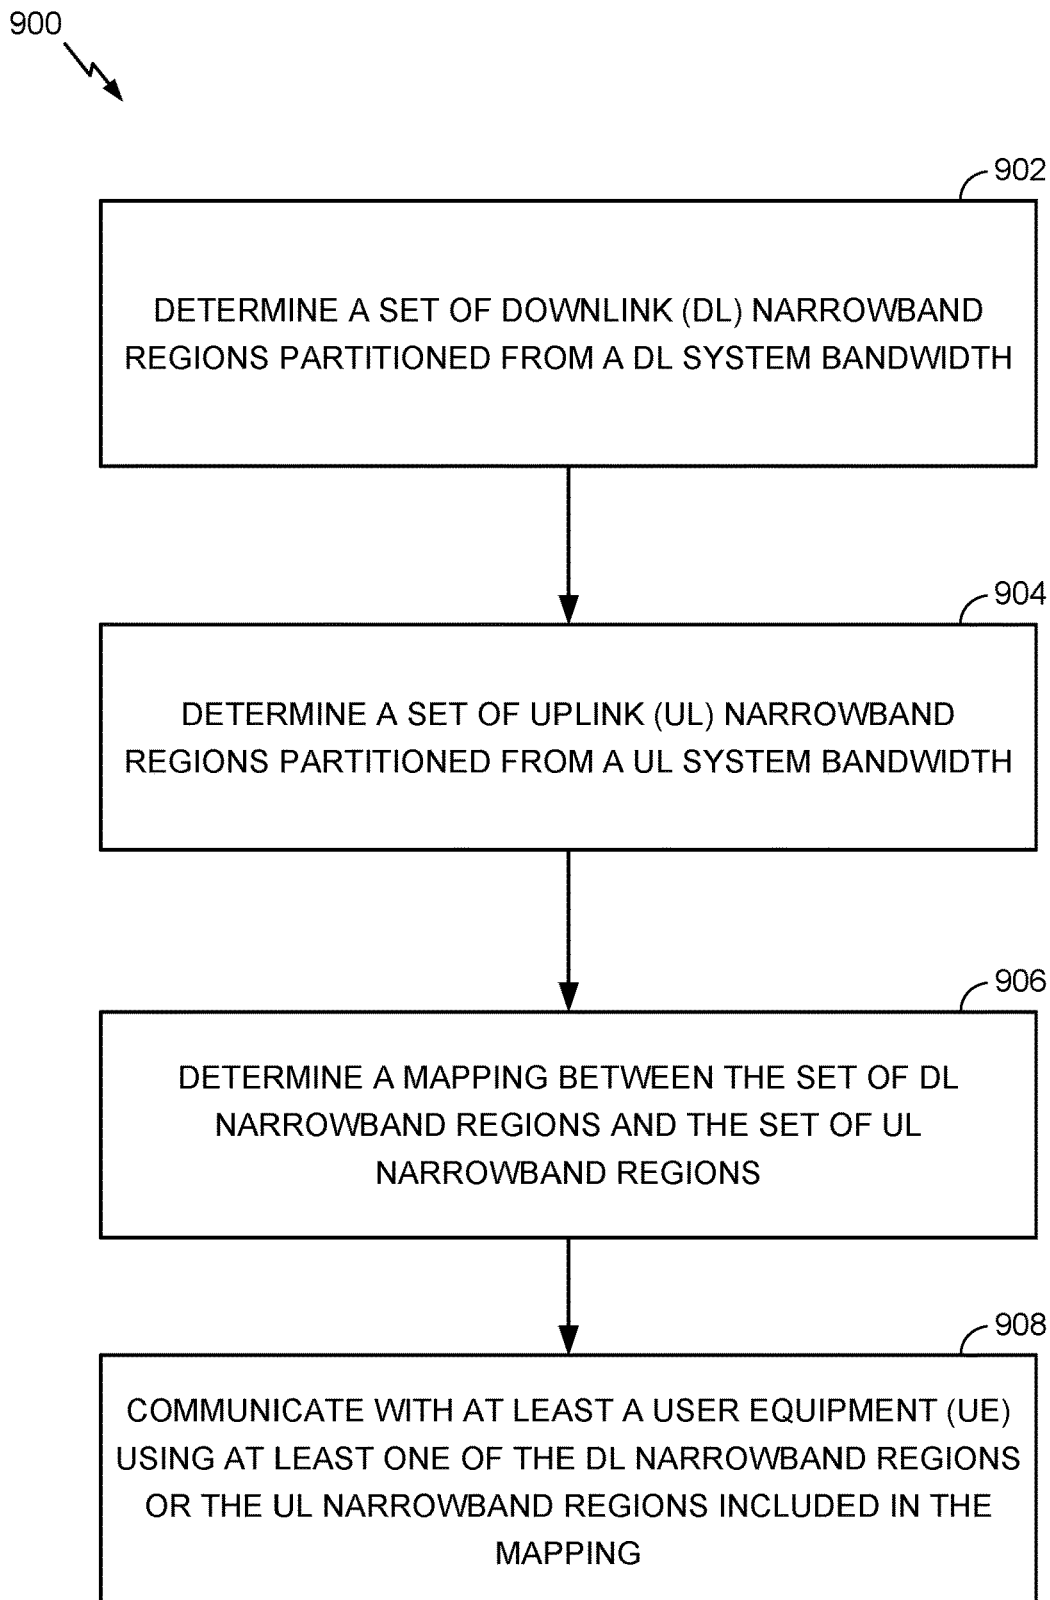 900
902
DETERMINE A SET OF DOWNLINK (DL) NARROWBAND
REGIONS PARTITIONED FROM A DL SYSTEM BANDWIDTH
904
DETERMINE A SET OF UPLINK (UL) NARROWBAND
REGIONS PARTITIONED FROM A UL SYSTEM BANDWIDTH
906
DETERMINE A MAPPING BETWEEN THE SET OF DL
NARROWBAND REGIONS AND THE SET OF UL
NARROWBAND REGIONS
908
COMMUNICATE WITH AT LEAST A USER EQUIPMENT (UE)
USING AT LEAST ONE OF THE DL NARROWBAND REGIONS
OR THE UL NARROWBAND REGIONS INCLUDED IN THE
MAPPING